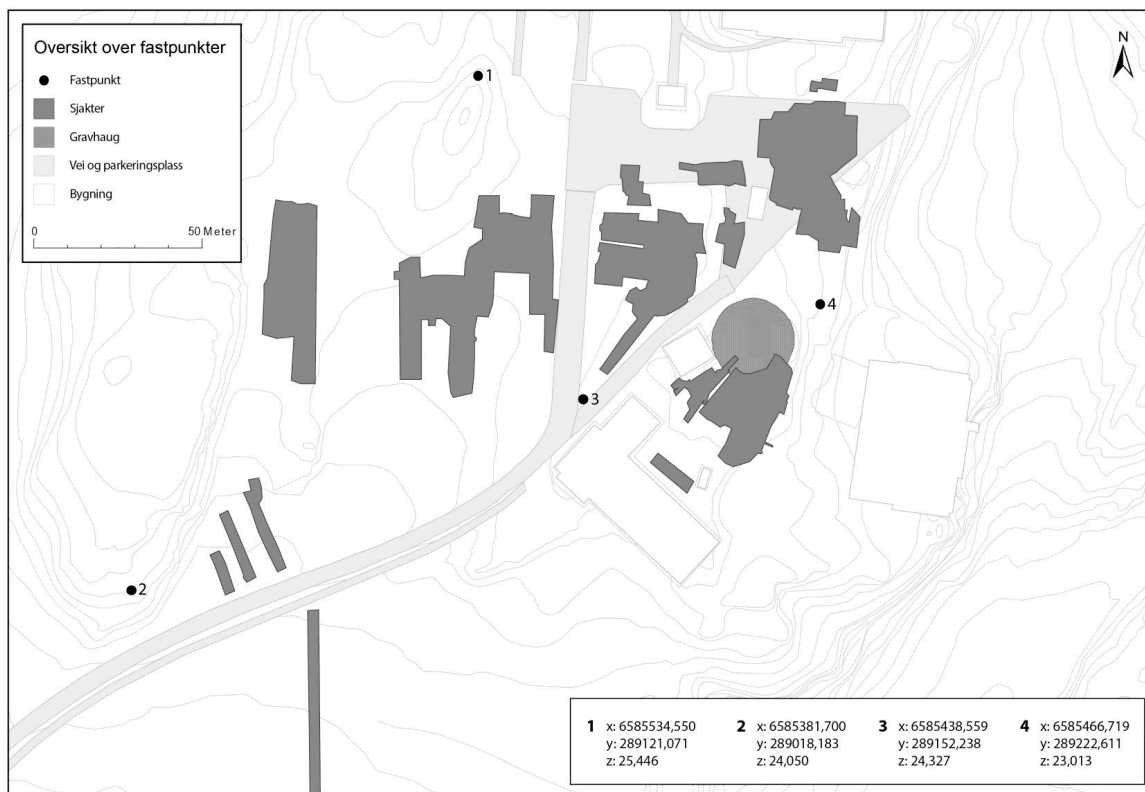 Oversikt over fastpunkter
Fastpunkt
Sjakter
Gravhaug
Vei og parkeringsplass
Bygning
0 50 Meter
N
1
4
3
2
1 x: 6585534,550
y: 289121,071
z: 25,446
2 x: 6585381,700
y: 289018,183
z: 24,050
3 x: 6585438,559
y: 289152,238
z: 24,327
4 x: 6585466,719
y: 289222,611
z: 23,013